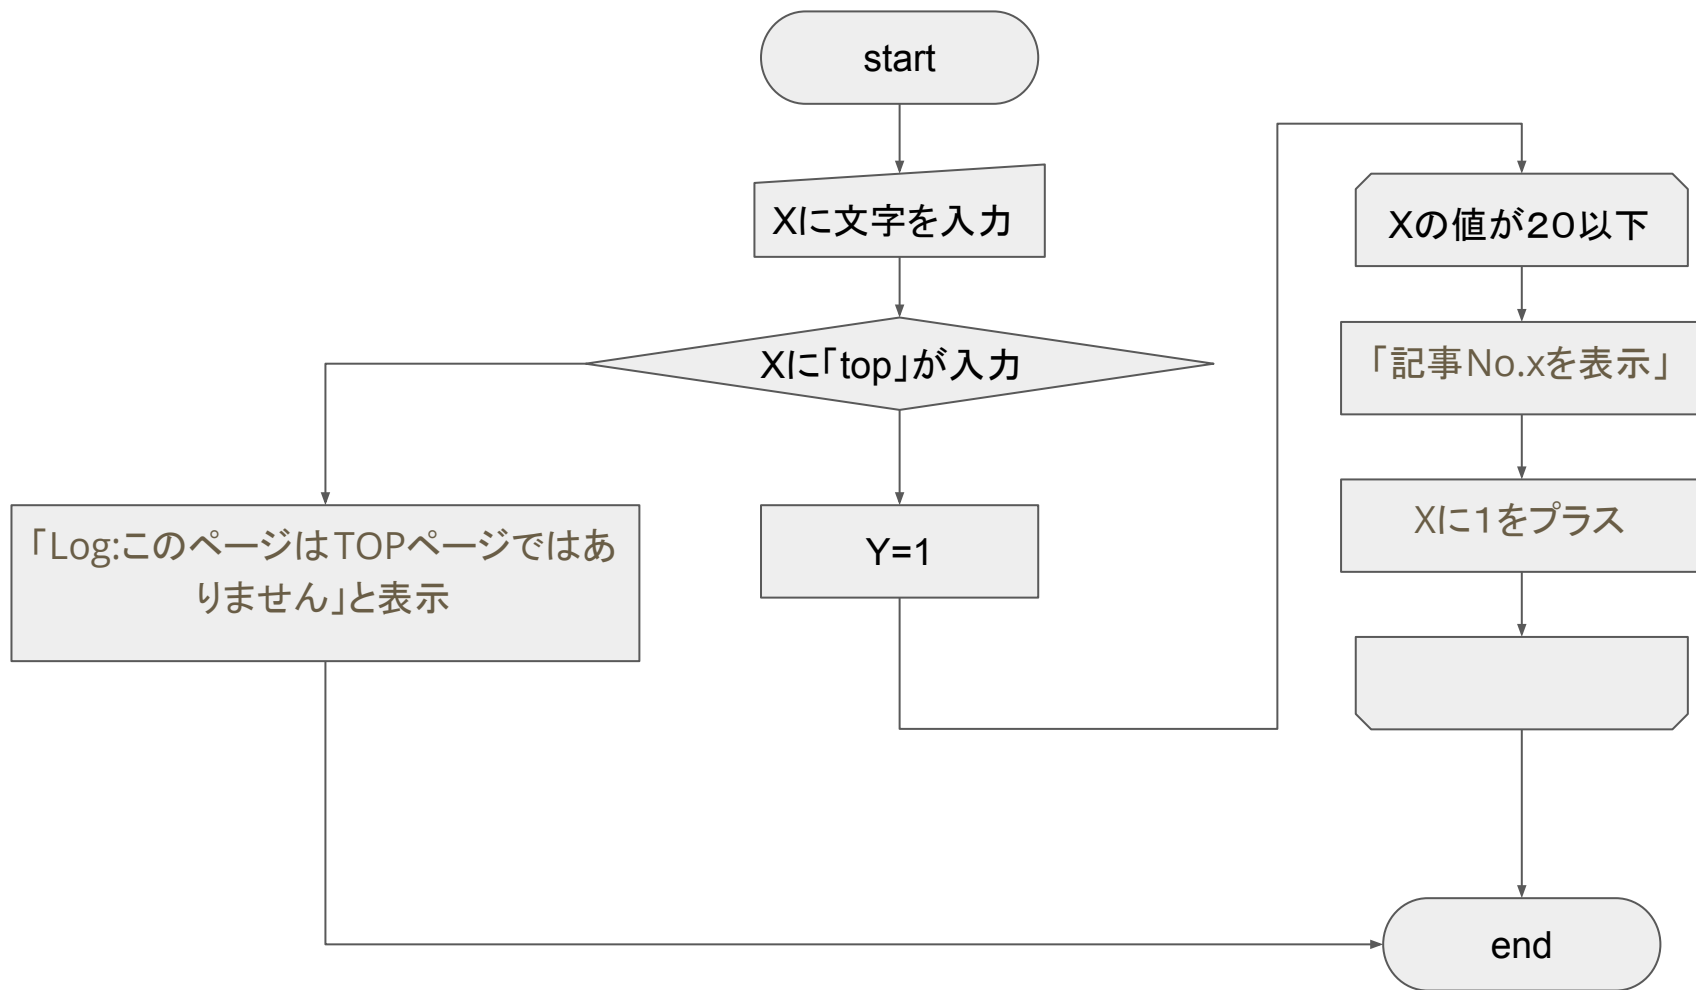 start
Xに文字を入力
Xに「top」が入力
「Log:このページはTOPページではあ
りません」と表示
Y=1
Xの値が２０以下
「記事No.xを表示」
Xに１をプラス
end